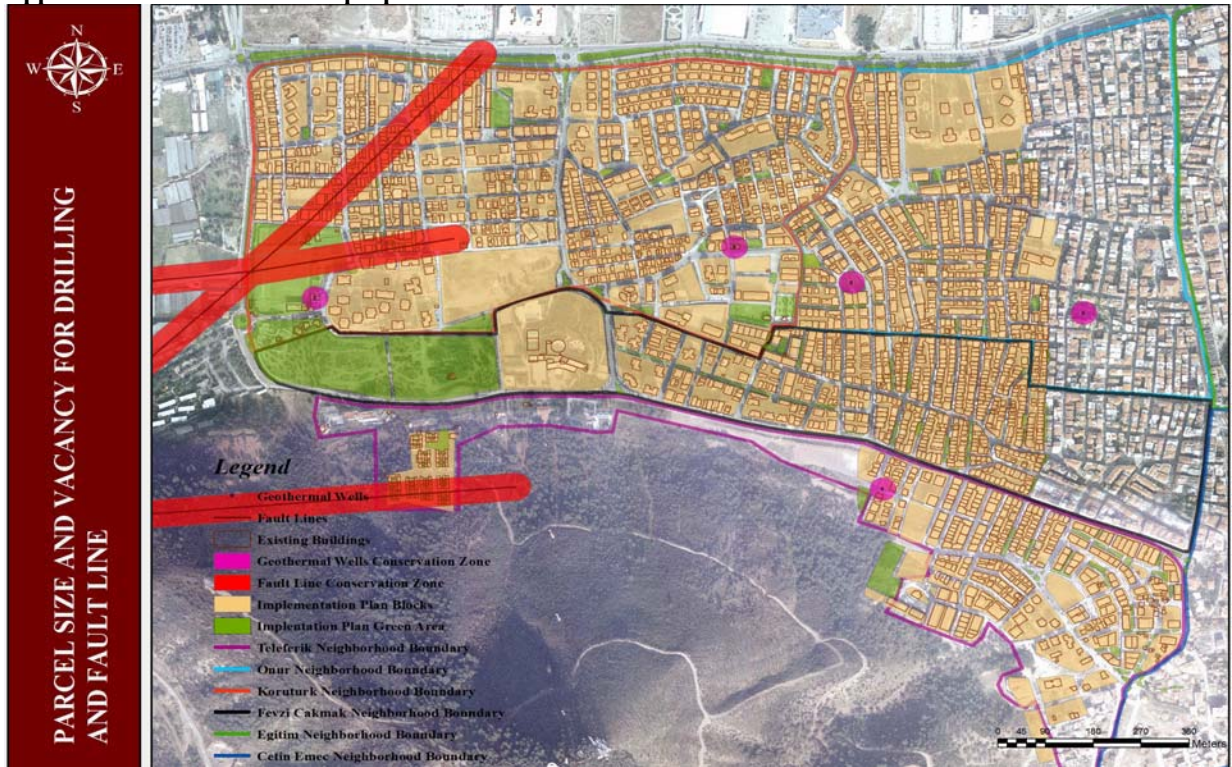 N
W E
S
PARCEL SIZE AND VACANCY FOR DRILLING
AND FAULT LINE
Legend
Geothermal Wells
Fault Lines
Existing Buildings
Geothermal Wells Conservation Zone
Fault Line Conservation Zone
Implementation Plan Blocks
Implentation Plan Green Area
Teleferik Neighborhood Boundary
Onur Neighborhood Boundary
Koruturk Neighborhood Boundary
Fevzi Cakmak Neighborhood Boundary
Egitim Neighborhood Boundary
Cetin Emec Neighborhood Boundary
0 45 90 180 270 360
Meters